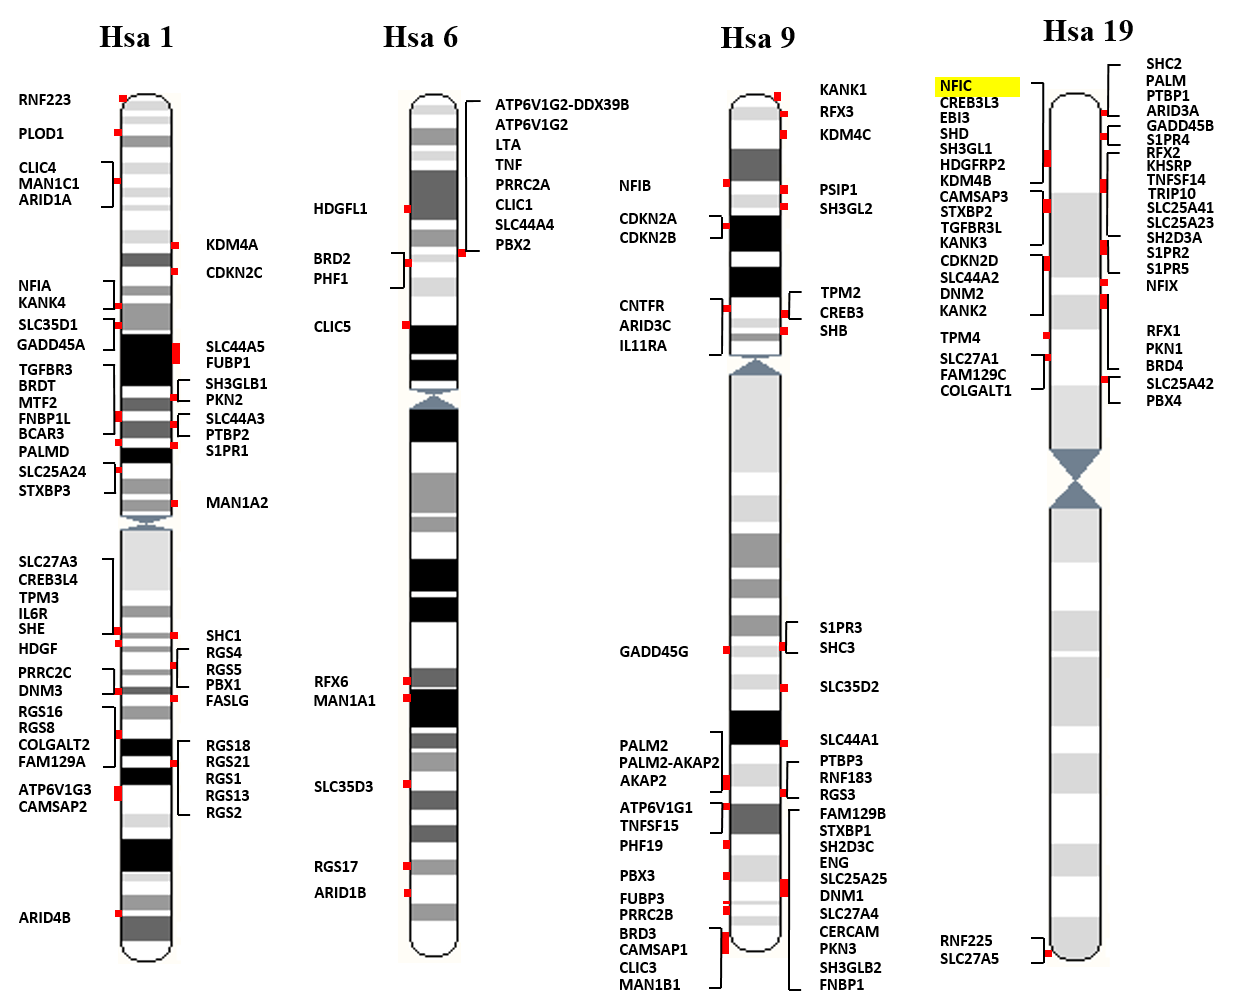 Hsa 1
RNF223
PLOD1
CLIC4
MAN1C1
ARID1A
NFIA
KANK4
SLC35D1
GADD45A
TGFBR3
BRDT
MTF2
FNBP1L
BCAR3
PALMD
SLC25A24
STXBP3
SLC27A3
CREB3L4
TPM3
IL6R
SHE
HDGF
PRRC2C
DNM3
RGS16
RGS8
COLGALT2
FAM129A
ATP6V1G3
CAMSAP2
ARID4B
KDM4A
CDKN2C
SLC44A5
FUBP1
SH3GLB1
PKN2
SLC44A3
PTBP2
S1PR1
MAN1A2
SHC1
RGS4
RGS5
PBX1
FASLG
RGS18
RGS21
RGS1
RGS13
RGS2
Hsa 6
HDGFL1
BRD2
PHF1
CLIC5
RFX6
MAN1A1
SLC35D3
RGS17
ARID1B
ATP6V1G2-DDX39B
ATP6V1G2
LTA
TNF
PRRC2A
CLIC1
SLC44A4
PBX2
Hsa 9
NFIB
CDKN2A
CDKN2B
CNTFR
ARID3C
IL11RA
GADD45G
PALM2
PALM2-AKAP2
AKAP2
ATP6V1G1
TNFSF15
PHF19
PBX3
FUBP3
PRRC2B
BRD3
CAMSAP1
CLIC3
MAN1B1
KANK1
RFX3
KDM4C
PSIP1
SH3GL2
TPM2
CREB3
SHB
S1PR3
SHC3
SLC35D2
SLC44A1
PTBP3
RNF183
RGS3
FAM129B
STXBP1
SH2D3C
ENG
SLC25A25
DNM1
SLC27A4
CERCAM
PKN3
SH3GLB2
FNBP1
Hsa 19
NFIC
CREB3L3
EBI3
SHD
SH3GL1
HDGFRP2
KDM4B
CAMSAP3
STXBP2
TGFBR3L
KANK3
CDKN2D
SLC44A2
DNM2
KANK2
TPM4
SLC27A1
FAM129C
COLGALT1
RNF225
SLC27A5
SHC2
PALM
PTBP1
ARID3A
GADD45B
S1PR4
RFX2
KHSRP
TNFSF14
TRIP10
SLC25A41
SLC25A23
SH2D3A
S1PR2
S1PR5
NFIX
RFX1
PKN1
BRD4
SLC25A42
PBX4